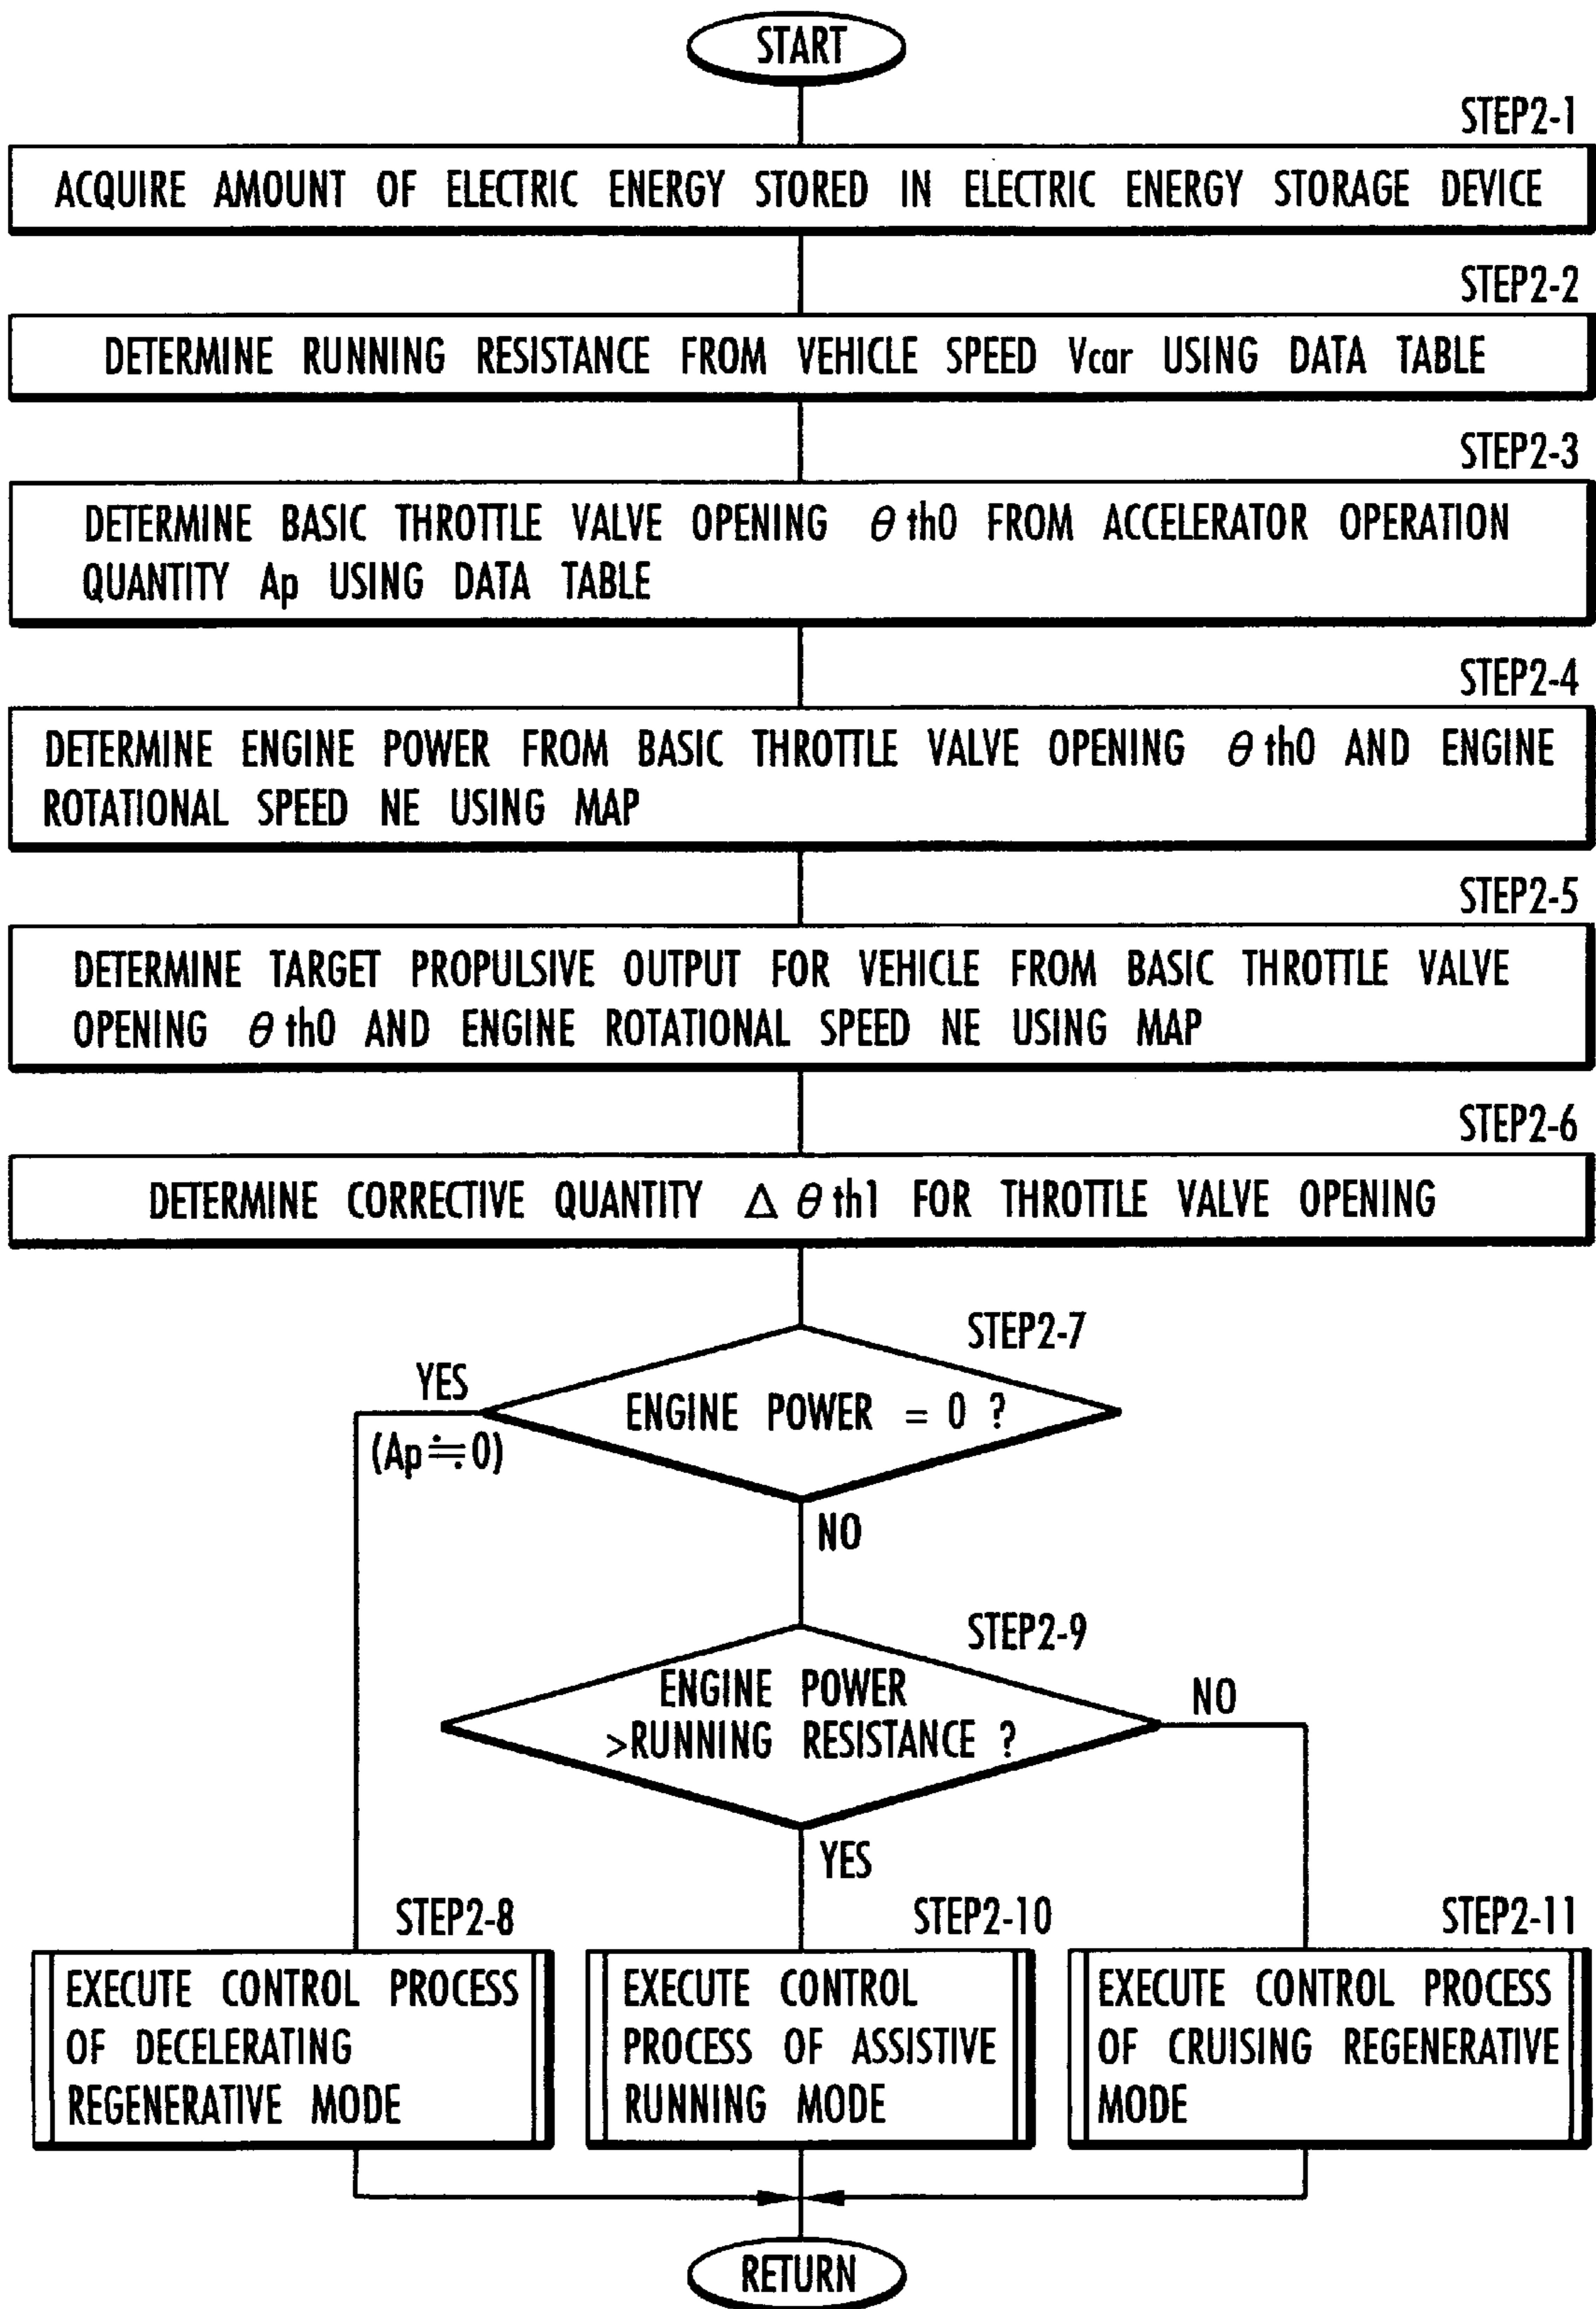 START
STEP2-1
ACQUIRE AMOUNT OF ELECTRIC ENERGY STORED IN ELECTRIC ENERGY STORAGE DEVICE
STEP2-2
DETERMINE RUNNING RESISTANCE FROM VEHICLE SPEED Vcar USING DATA TABLE
STEP2-3
DETERMINE BASIC THROTTLE VALVE OPENING θth0 FROM ACCELERATOR OPERATION
QUANTITY Ap USING DATA TABLE
STEP2-4
DETERMINE ENGINE POWER FROM BASIC THROTTLE VALVE OPENING θth0 AND ENGINE
ROTATIONAL SPEED NE USING MAP
STEP2-5
DETERMINE TARGET PROPULSIVE OUTPUT FOR VEHICLE FROM BASIC THROTTLE VALVE
OPENING θth0 AND ENGINE ROTATIONAL SPEED NE USING MAP
STEP2-6
DETERMINE CORRECTIVE QUANTITY Δθth1 FOR THROTTLE VALVE OPENING
STEP2-7
ENGINE POWER = 0 ?
YES
(Ap≒0)
NO
STEP2-9
ENGINE POWER
>RUNNING RESISTANCE ?
NO
YES
STEP2-8
EXECUTE CONTROL PROCESS
OF DECELERATING
REGENERATIVE MODE
STEP2-10
EXECUTE CONTROL
PROCESS OF ASSISTIVE
RUNNING MODE
STEP2-11
EXECUTE CONTROL PROCESS
OF CRUISING REGENERATIVE
MODE
RETURN